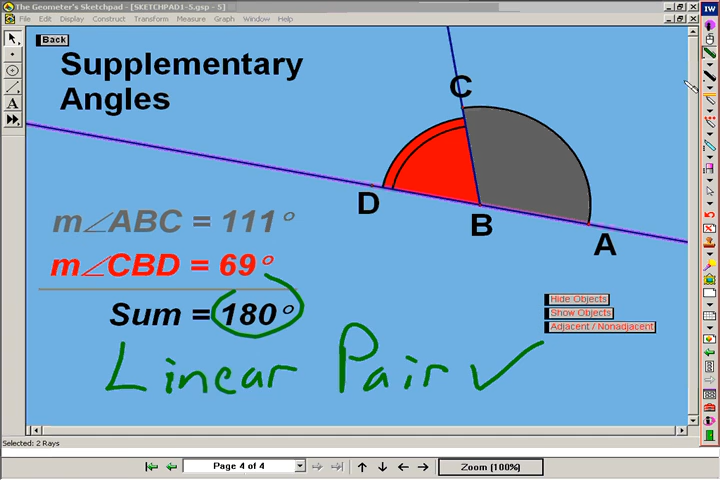 The Geometer's Sketchpad - [SKETCHPAD1-5.gsp - 5]
IW
File Edit Display Construct Transform Measure Graph Window Help
Back
Supplementary
Angles
C
D
B
A
m∠ABC = 111°
m∠CBD = 69°
Sum = 180°
Hide Objects
Show Objects
Adjacent / Nonadjacent
Linear Pair ✓
A
Selected: 2 Rays
Page 4 of 4
Zoom (100%)